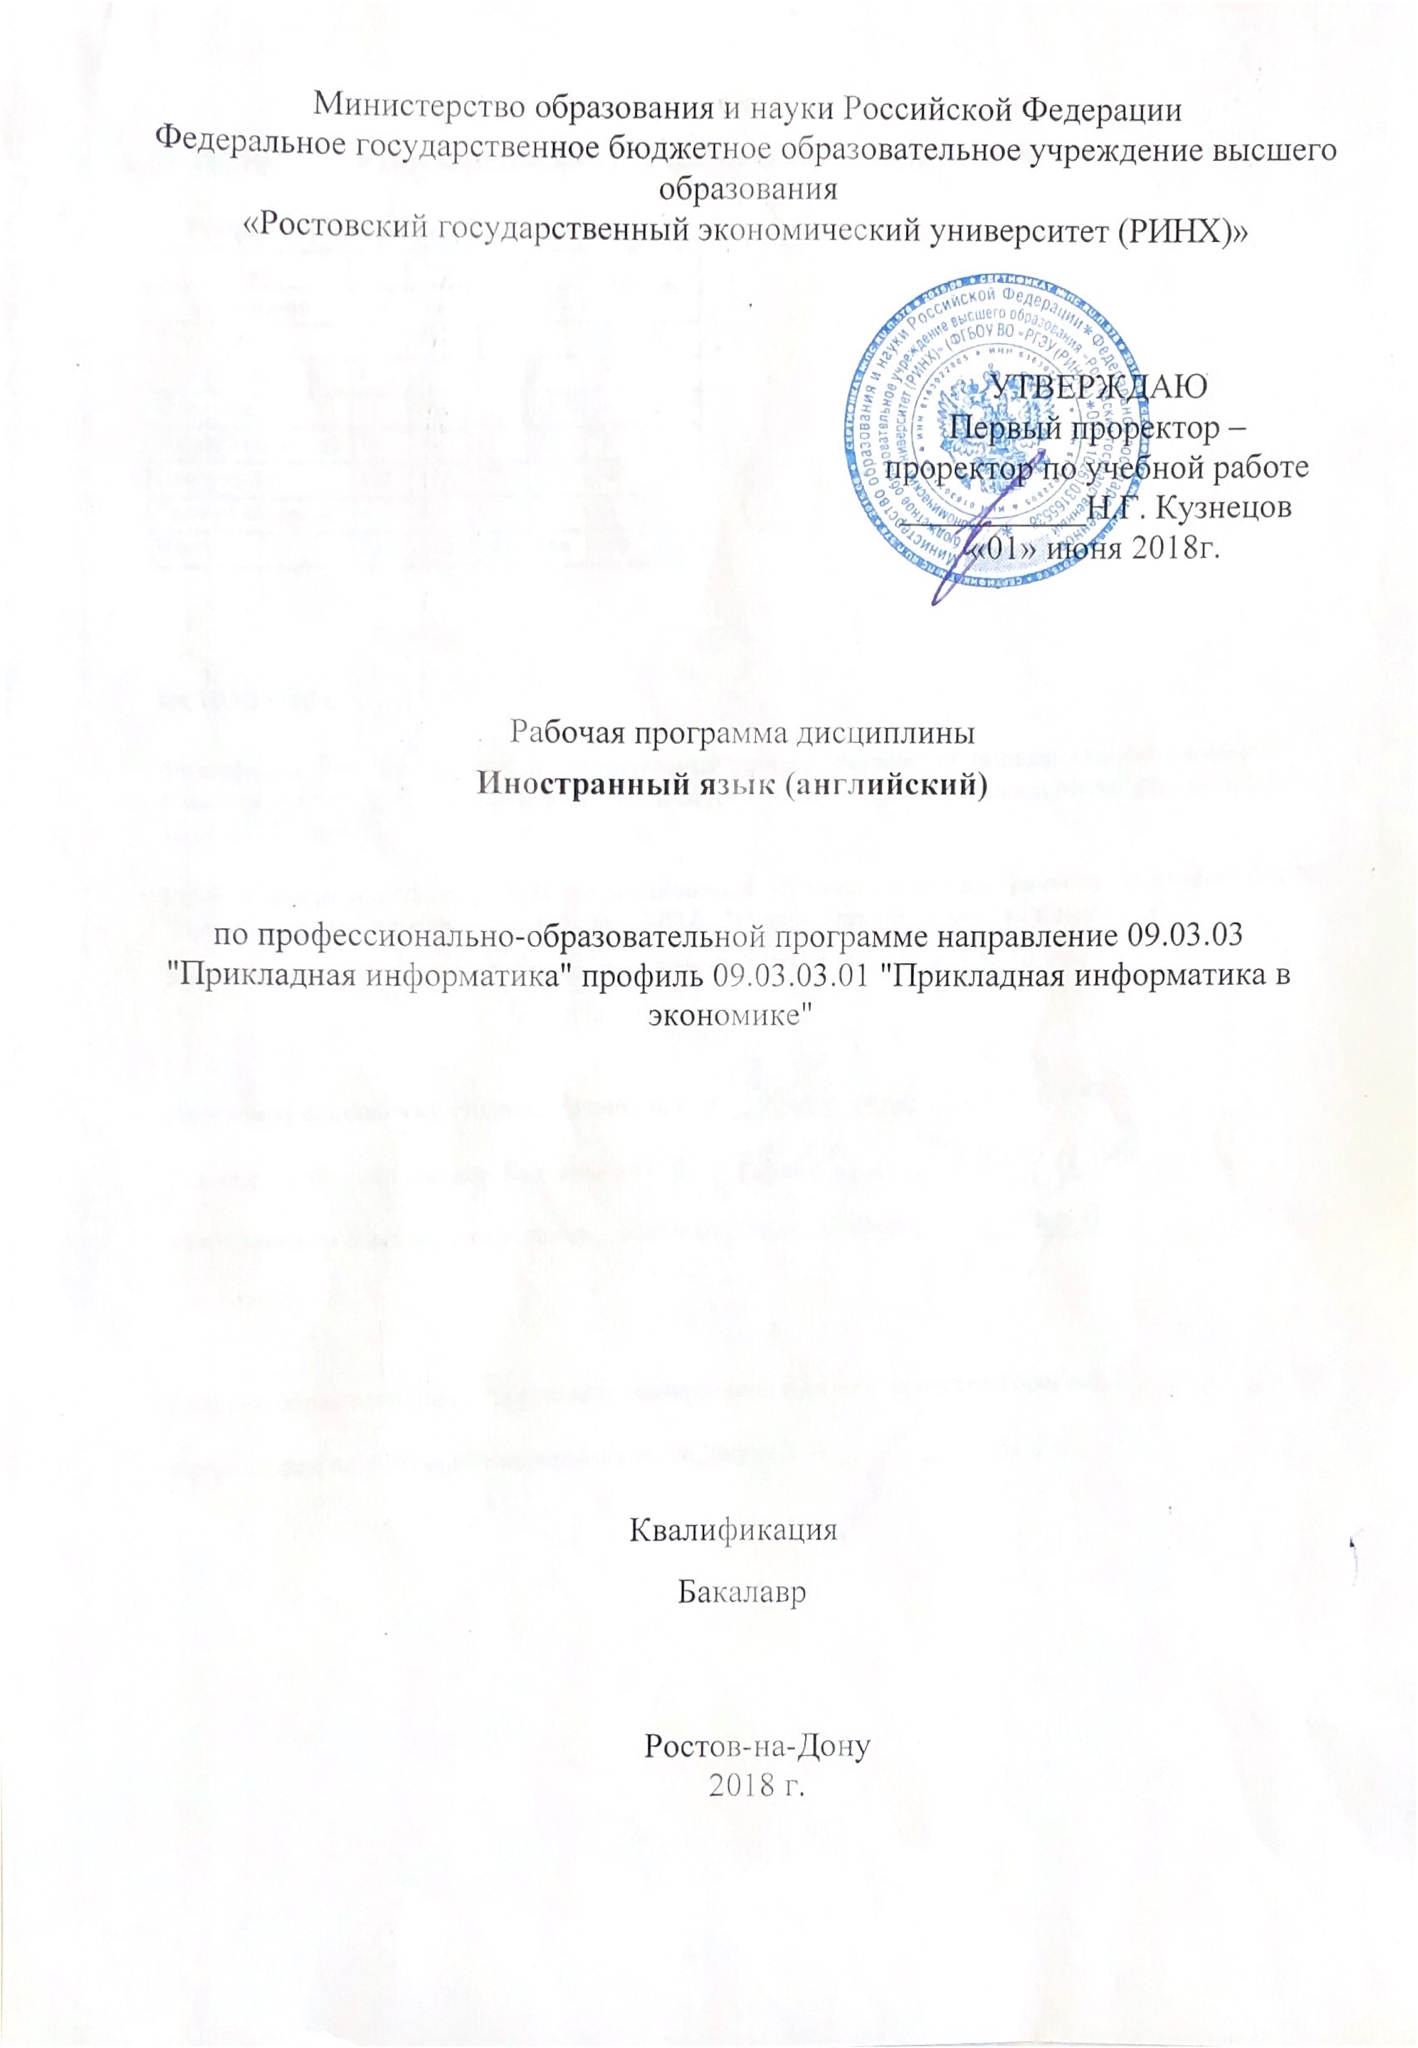 Министерство образования и науки Российской Федерации
Федеральное государственное бюджетное образовательное учреждение высшего
образования
«Ростовский государственный экономический университет (РИНХ)»
УТВЕРЖДАЮ
Первый проректор –
проректор по учебной работе
Н.Г. Кузнецов
«01» июня 2018г.
Рабочая программа дисциплины
Иностранный язык (английский)
по профессионально-образовательной программе направление 09.03.03
"Прикладная информатика" профиль 09.03.03.01 "Прикладная информатика в
экономике"
Квалификация
Бакалавр
Ростов-на-Дону
2018 г.